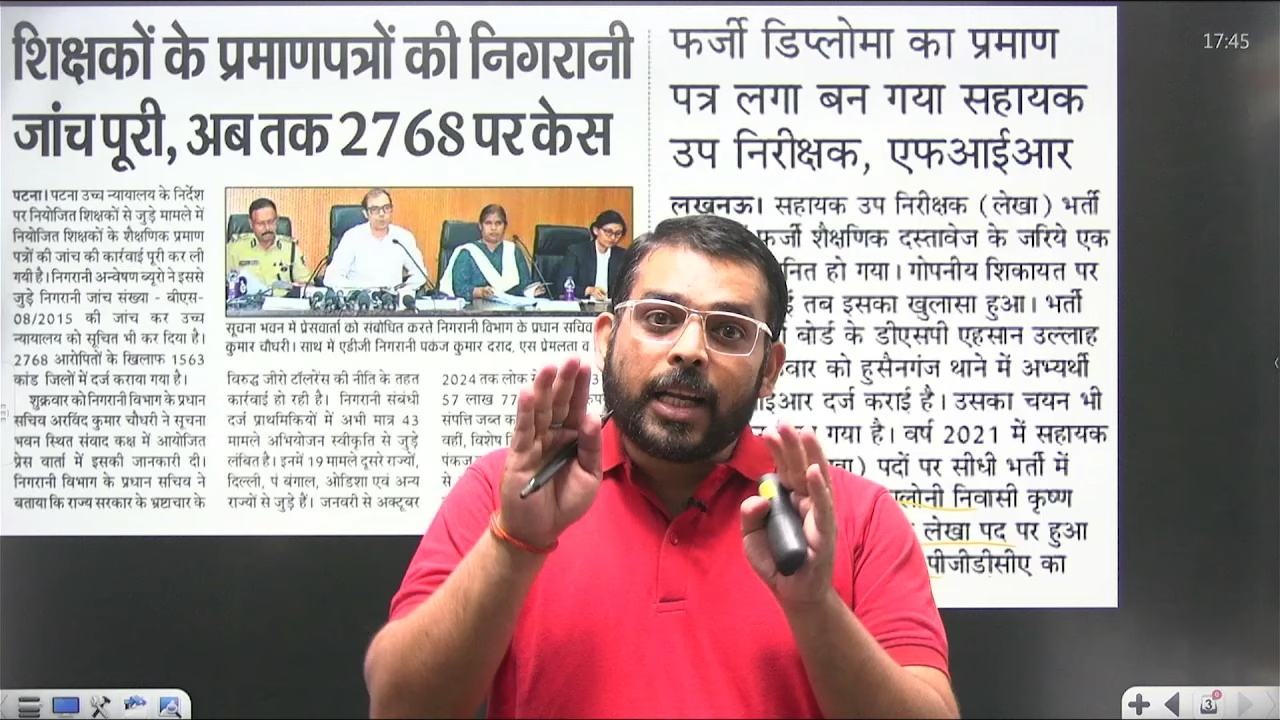 शिक्षकों के प्रमाणपत्रों की निगरानी
जांच पूरी, अब तक 2768 पर केस
पटना। पटना उच्च न्यायालय के निर्देश
पर नियोजित शिक्षकों से जुड़े मामले में
नियोजित शिक्षकों के शैक्षणिक प्रमाण
पत्रों की जांच की कार्रवाई पूरी कर ली
गयी है। निगरानी अन्वेषण ब्यूरो ने इससे
जुड़े निगरानी जांच संख्या - बीएस-
08/2015 की जांच कर उच्च
न्यायालय को सूचित भी कर दिया है।
2768 आरोपितों के खिलाफ 1563
कांड जिलों में दर्ज कराया गया है।
शुक्रवार को निगरानी विभाग के प्रधान
सचिव अरविंद कुमार चौधरी ने सूचना
भवन स्थित संवाद कक्ष में आयोजित
प्रेस वार्ता में इसकी जानकारी दी।
निगरानी विभाग के प्रधान सचिव ने
बताया कि राज्य सरकार के भ्रष्टाचार के
सूचना भवन में प्रेसवार्ता को संबोधित करते निगरानी विभाग के प्रधान सचिव
कुमार चौधरी। साथ में एडीजी निगरानी पंकज कुमार दराद, एस प्रेमलता व
विरुद्ध जीरो टॉलरेंस की नीति के तहत
कार्रवाई हो रही है। निगरानी संबंधी
दर्ज प्राथमिकियों में अभी मात्र 43
मामले अभियोजन स्वीकृति से जुड़े
लंबित है। इनमें 19 मामले दूसरे राज्यों,
दिल्ली, पं बंगाल, ओडिशा एवं अन्य
राज्यों से जुड़े हैं। जनवरी से अक्टूबर
2024 तक लोक
57 लाख 77
संपत्ति जब्त क
वहीं, विशेष
पंकज
से
फर्जी डिप्लोमा का प्रमाण
पत्र लगा बन गया सहायक
उप निरीक्षक, एफआईआर
लखनऊ। सहायक उप निरीक्षक (लेखा) भर्ती
फर्जी शैक्षणिक दस्तावेज के जरिये एक
नित हो गया। गोपनीय शिकायत पर
तब इसका खुलासा हुआ। भर्ती
बोर्ड के डीएसपी एहसान उल्लाह
वार को हुसैनगंज थाने में अभ्यर्थी
ईआर दर्ज कराई है। उसका चयन भी
गया है। वर्ष 2021 में सहायक
पदों पर सीधी भर्ती में
लोनी निवासी कृष्ण
लेखा पद पर हुआ
पीजीडीसीए का
17:45
3